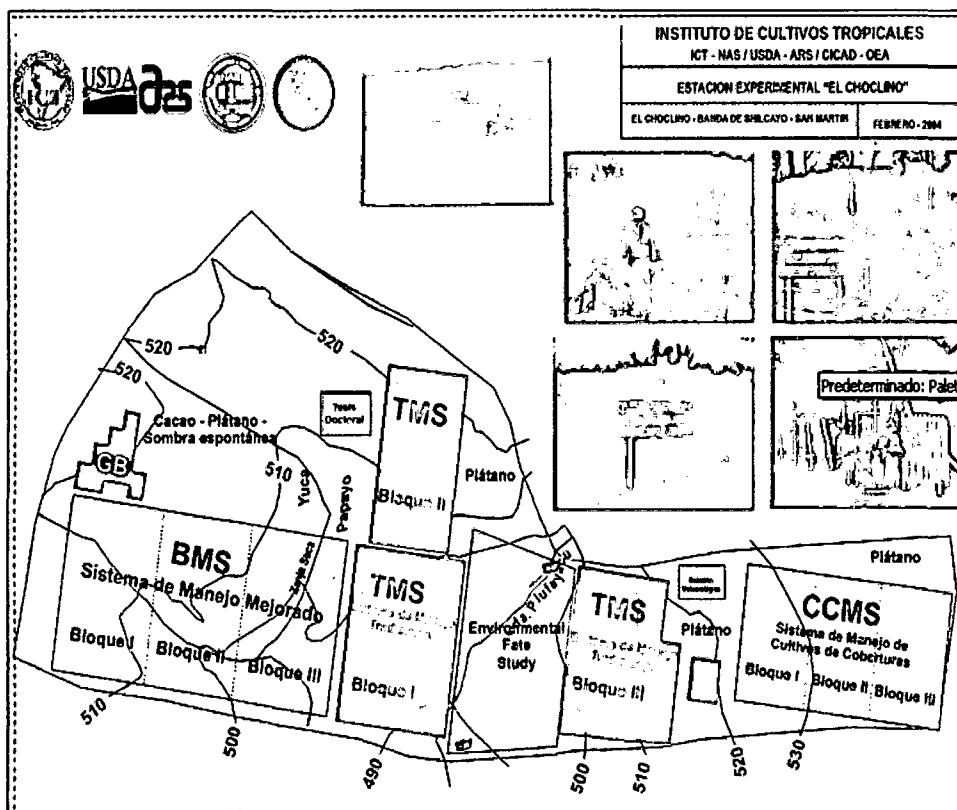 INSTITUTO DE CULTIVOS TROPICALES
ICT - NAS / USDA - ARS / CICAD - OEA
ESTACION EXPERIMENTAL "EL CHOCLINO"
EL CHOCLINO - BANDA DE SHILCAYO - SAN MARTIN
FEBRERO - 2004
USDA
Predeterminado: Palet
520
520
520
TMS
Bloque II
Plátano
Cacao - Plátano -
Sombra espontánea
510
Yuca
Papayo
GB
BMS
Sistema de Manejo Mejorado
Zanja Seca
Bloque I
Bloque II
Bloque III
TMS
Bloque I
Environmental
Fate
Study
TMS
Bloque III
Plátano
Plátano
CCMS
Sistema de Manejo de
Cultivos de Coberturas
Bloque I
Bloque II
Bloque III
510
500
490
500
510
520
530